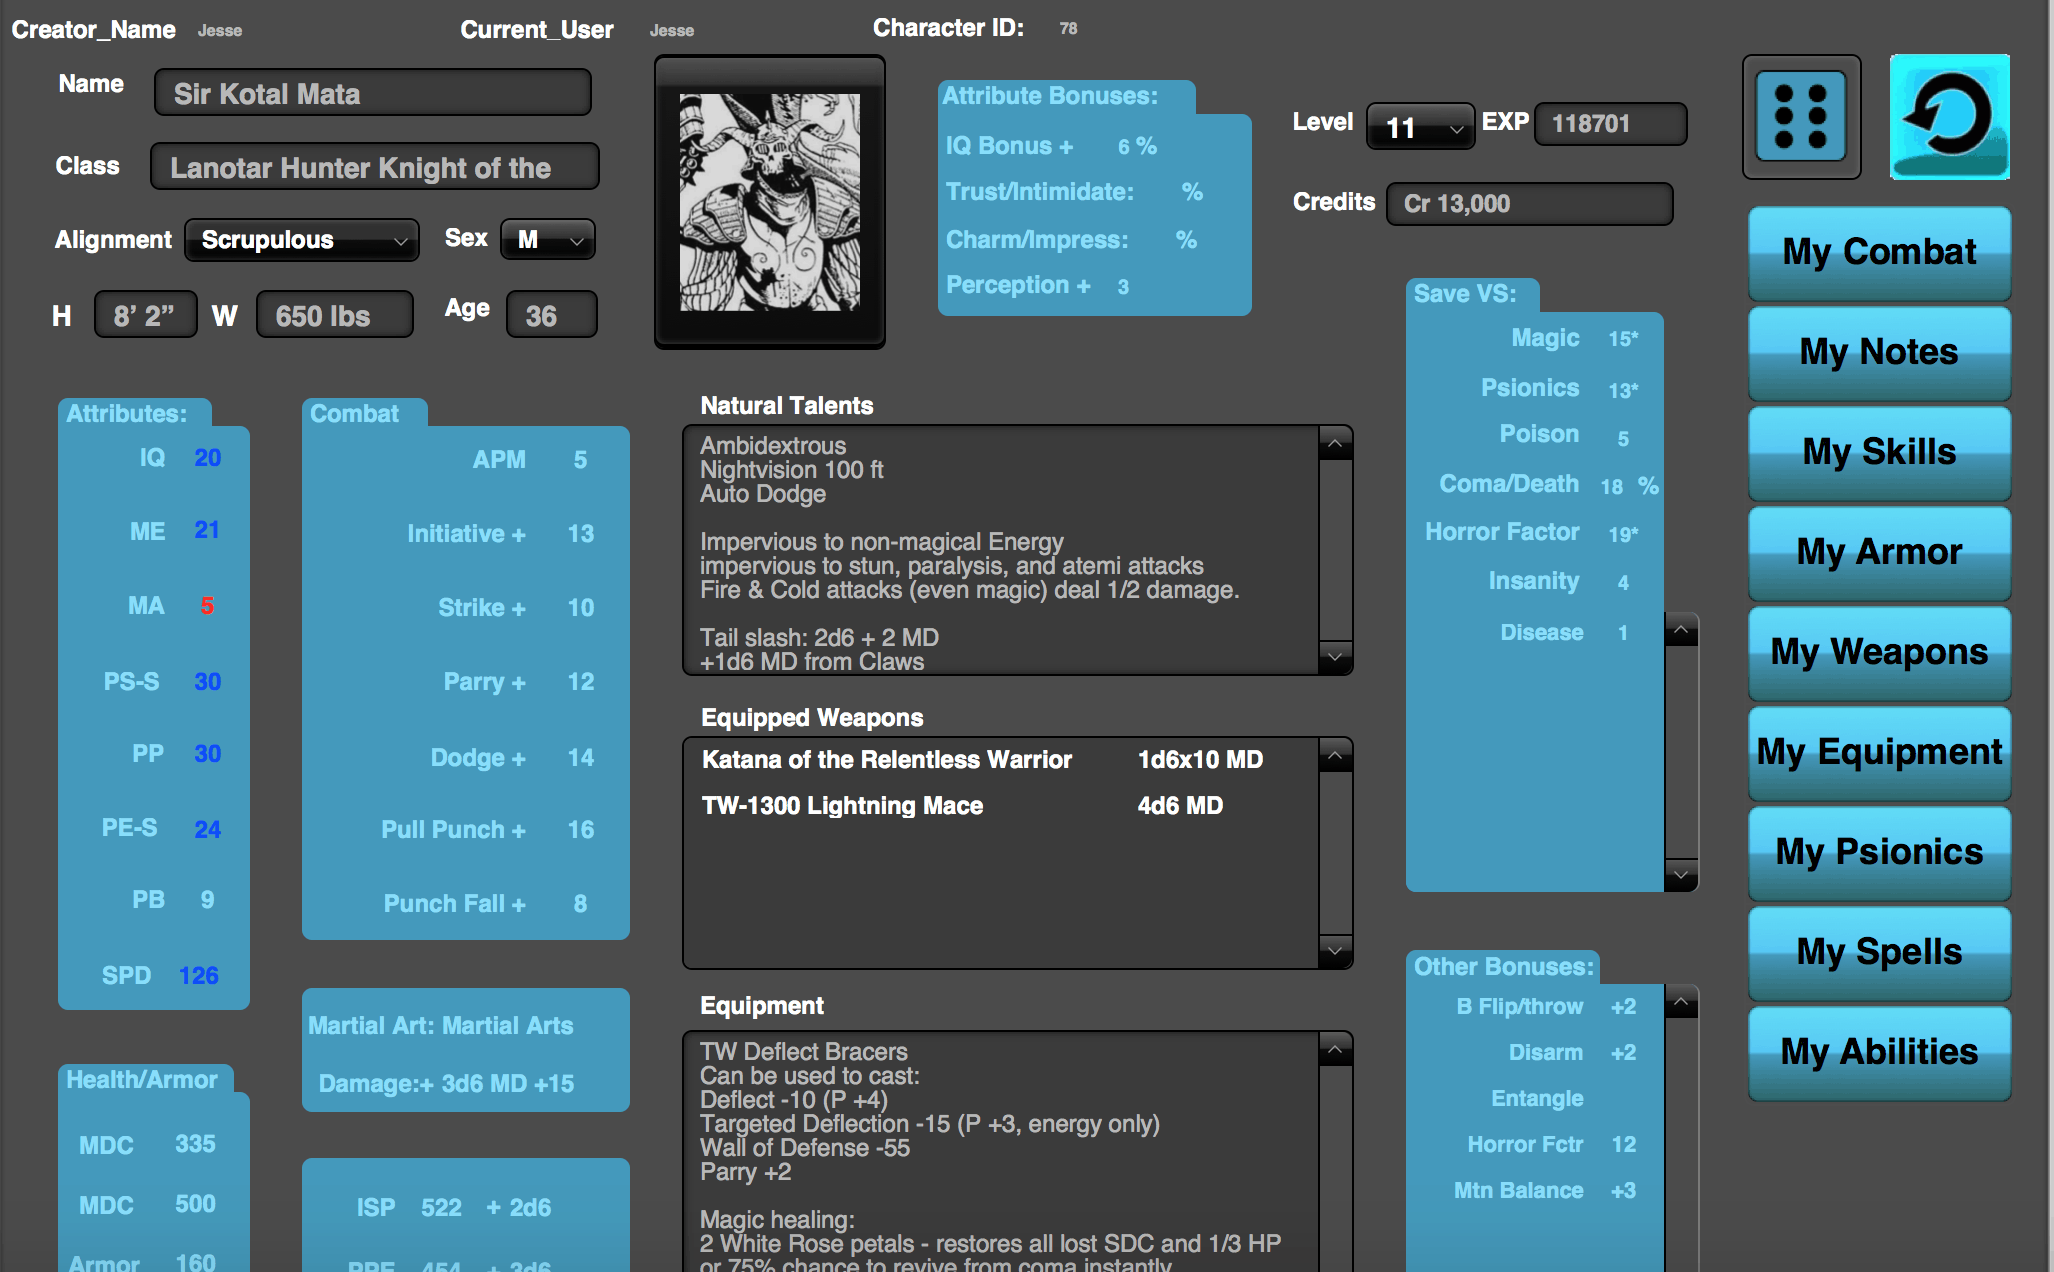 Creator_Name Jesse Current_User Jesse Character ID: 78
Name Sir Kotal Mata
Class Lanotar Hunter Knight of the
Alignment Scrupulous Sex M
H 8’ 2” W 650 lbs Age 36
Attribute Bonuses:
IQ Bonus + 6 %
Trust/Intimidate: %
Charm/Impress: %
Perception + 3
Level 11 EXP 118701
Credits Cr 13,000
Save VS:
Magic 15*
Psionics 13*
Poison 5
Coma/Death 18 %
Horror Factor 19*
Insanity 4
Disease 1
Attributes:
IQ 20
ME 21
MA 5
PS-S 30
PP 30
PE-S 24
PB 9
SPD 126
Combat
APM 5
Initiative + 13
Strike + 10
Parry + 12
Dodge + 14
Pull Punch + 16
Punch Fall + 8
Natural Talents
Ambidextrous
Nightvision 100 ft
Auto Dodge
Impervious to non-magical Energy
impervious to stun, paralysis, and atemi attacks
Fire & Cold attacks (even magic) deal 1/2 damage.
Tail slash: 2d6 + 2 MD
+1d6 MD from Claws
Equipped Weapons
Katana of the Relentless Warrior 1d6x10 MD
TW-1300 Lightning Mace 4d6 MD
Equipment
TW Deflect Bracers
Can be used to cast:
Deflect -10 (P +4)
Targeted Deflection -15 (P +3, energy only)
Wall of Defense -55
Parry +2
Magic healing:
2 White Rose petals - restores all lost SDC and 1/3 HP
or 75% chance to revive from coma instantly
Martial Art: Martial Arts
Damage:+ 3d6 MD +15
Health/Armor
MDC 335
MDC 500
Armor 160
ISP 522 + 2d6
PPE 454 + 3d6
Other Bonuses:
B Flip/throw +2
Disarm +2
Entangle
Horror Fctr 12
Mtn Balance +3
My Combat
My Notes
My Skills
My Armor
My Weapons
My Equipment
My Psionics
My Spells
My Abilities